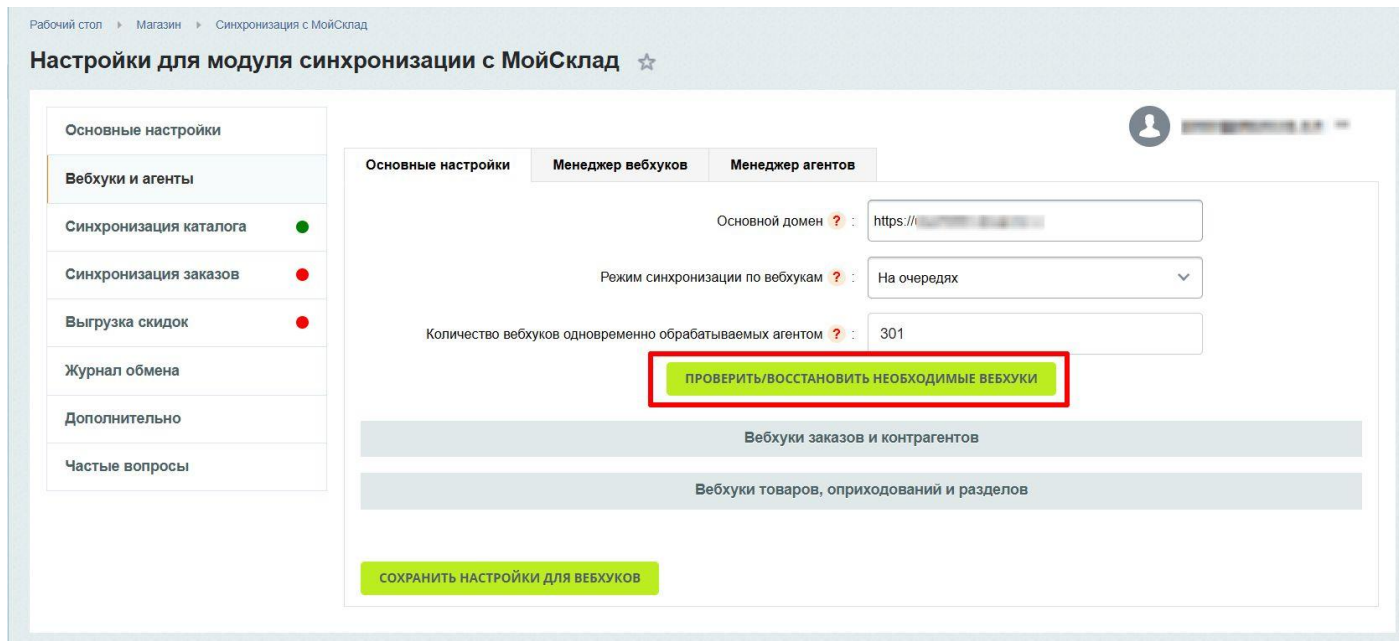 Рабочий стол Магазин Синхронизация с МойСклад
Настройки для модуля синхронизации с МойСклад
Основные настройки
Вебхуки и агенты
Синхронизация каталога
Синхронизация заказов
Выгрузка скидок
Журнал обмена
Дополнительно
Частые вопросы
Основные настройки Менеджер вебхуков Менеджер агентов
Основной домен ? : https://
Режим синхронизации по вебхукам ? : На очередях
Количество вебхуков одновременно обрабатываемых агентом ? : 301
ПРОВЕРИТЬ/ВОССТАНОВИТЬ НЕОБХОДИМЫЕ ВЕБХУКИ
Вебхуки заказов и контрагентов
Вебхуки товаров, оприходований и разделов
СОХРАНИТЬ НАСТРОЙКИ ДЛЯ ВЕБХУКОВ